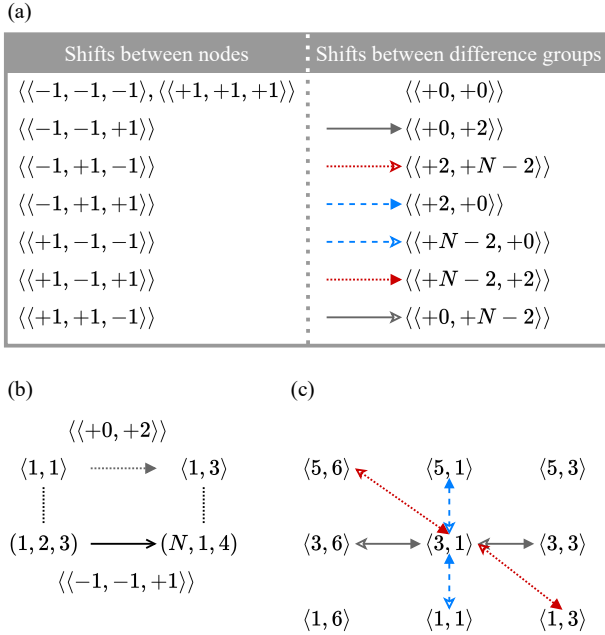 (a)
Shifts between nodes Shifts between difference groups
⟨⟨−1, −1, −1⟩, ⟨⟨+1, +1, +1⟩⟩ ⟨⟨+0, +0⟩⟩
⟨⟨−1, −1, +1⟩⟩ ⟨⟨+0, +2⟩⟩
⟨⟨−1, +1, −1⟩⟩ ⟨⟨+2, +N − 2⟩⟩
⟨⟨−1, +1, +1⟩⟩ ⟨⟨+2, +0⟩⟩
⟨⟨+1, −1, −1⟩⟩ ⟨⟨+N − 2, +0⟩⟩
⟨⟨+1, −1, +1⟩⟩ ⟨⟨+N − 2, +2⟩⟩
⟨⟨+1, +1, −1⟩⟩ ⟨⟨+0, +N − 2⟩⟩
(b)
⟨⟨+0, +2⟩⟩
⟨1, 1⟩ ⟨1, 3⟩
(1, 2, 3) (N, 1, 4)
⟨⟨−1, −1, +1⟩⟩
(c)
⟨5, 6⟩ ⟨5, 1⟩ ⟨5, 3⟩
⟨3, 6⟩ ⟨3, 1⟩ ⟨3, 3⟩
⟨1, 6⟩ ⟨1, 1⟩ ⟨1, 3⟩